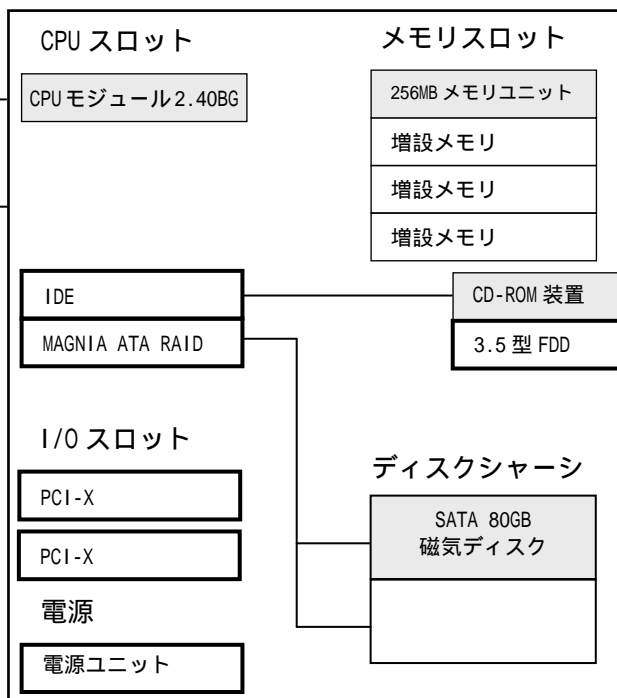 CPU スロット
CPU モジュール 2.40BG
メモリスロット
256MB メモリユニット
増設メモリ
増設メモリ
増設メモリ
IDE
MAGNIA ATA RAID
CD-ROM 装置
3.5 型 FDD
I/O スロット
PCI-X
PCI-X
ディスクシャーシ
SATA 80GB
磁気ディスク
電源
電源ユニット